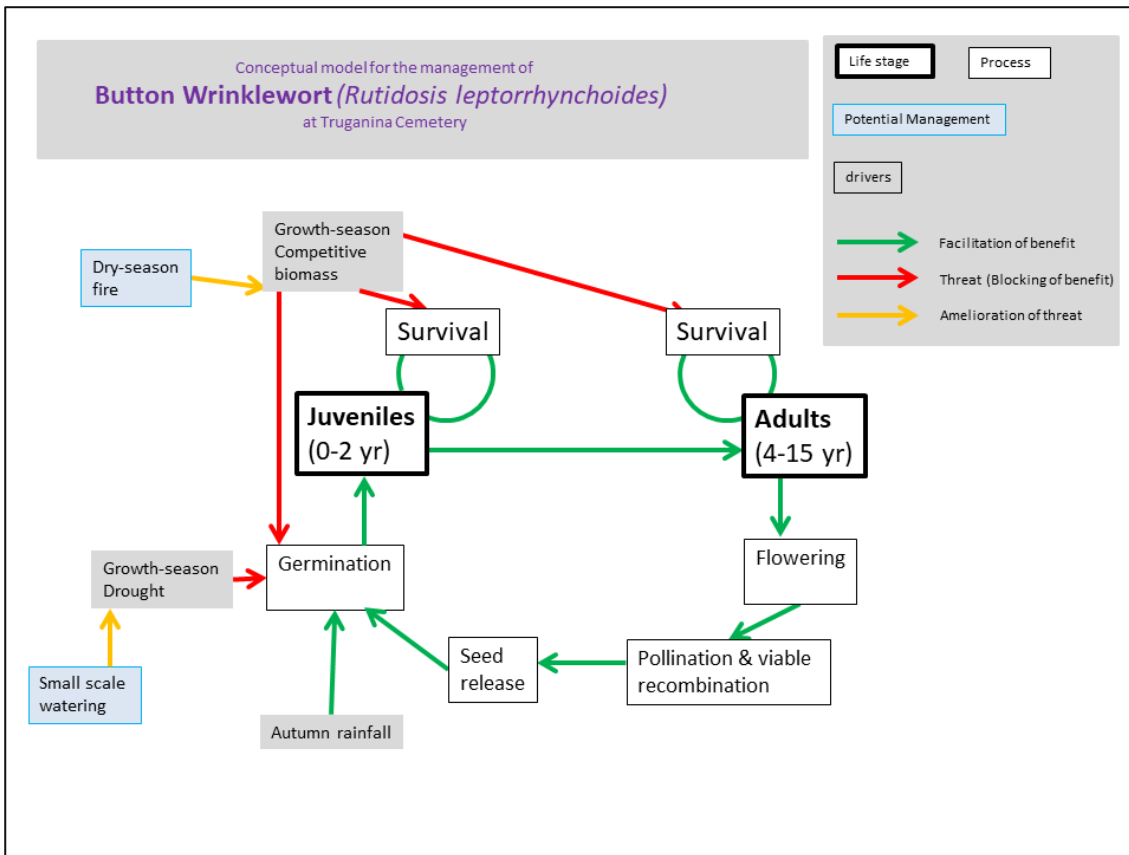 Conceptual model for the management of
Button Wrinklewort (Rutidosis leptorrhynchoides)
at Truganina Cemetery
Life stage
Process
Potential Management
drivers
Facilitation of benefit
Threat (Blocking of benefit)
Amelioration of threat
Growth-season
Competitive
biomass
Dry-season
fire
Survival
Survival
Juveniles
(0-2 yr)
Adults
(4-15 yr)
Germination
Flowering
Growth-season
Drought
Seed
release
Pollination & viable
recombination
Small scale
watering
Autumn rainfall